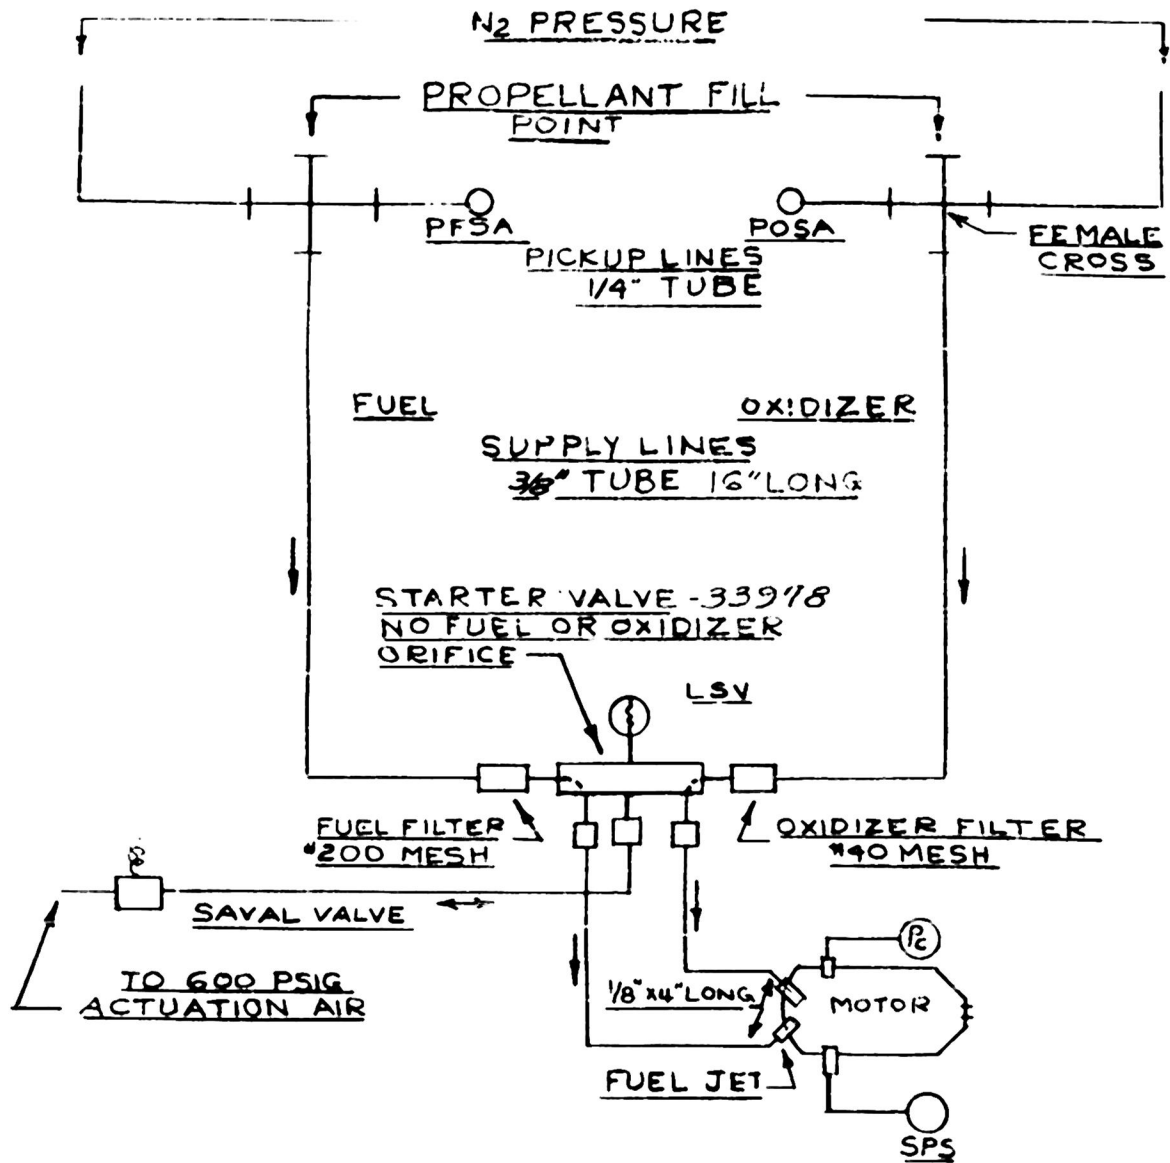 N2 PRESSURE
PROPELLANT FILL
POINT
PFSA
POSA
FEMALE
CROSS
PICKUP LINES
1/4" TUBE
FUEL
OXIDIZER
SUPPLY LINES
3/8" TUBE 16" LONG
STARTER VALVE -33978
NO FUEL OR OXIDIZER
ORIFICE
LSV
FUEL FILTER
#200 MESH
OXIDIZER FILTER
#40 MESH
SAVAL VALVE
TO 600 PSIG
ACTUATION AIR
Pc
1/8" x 4" LONG
MOTOR
FUEL JET
SPS